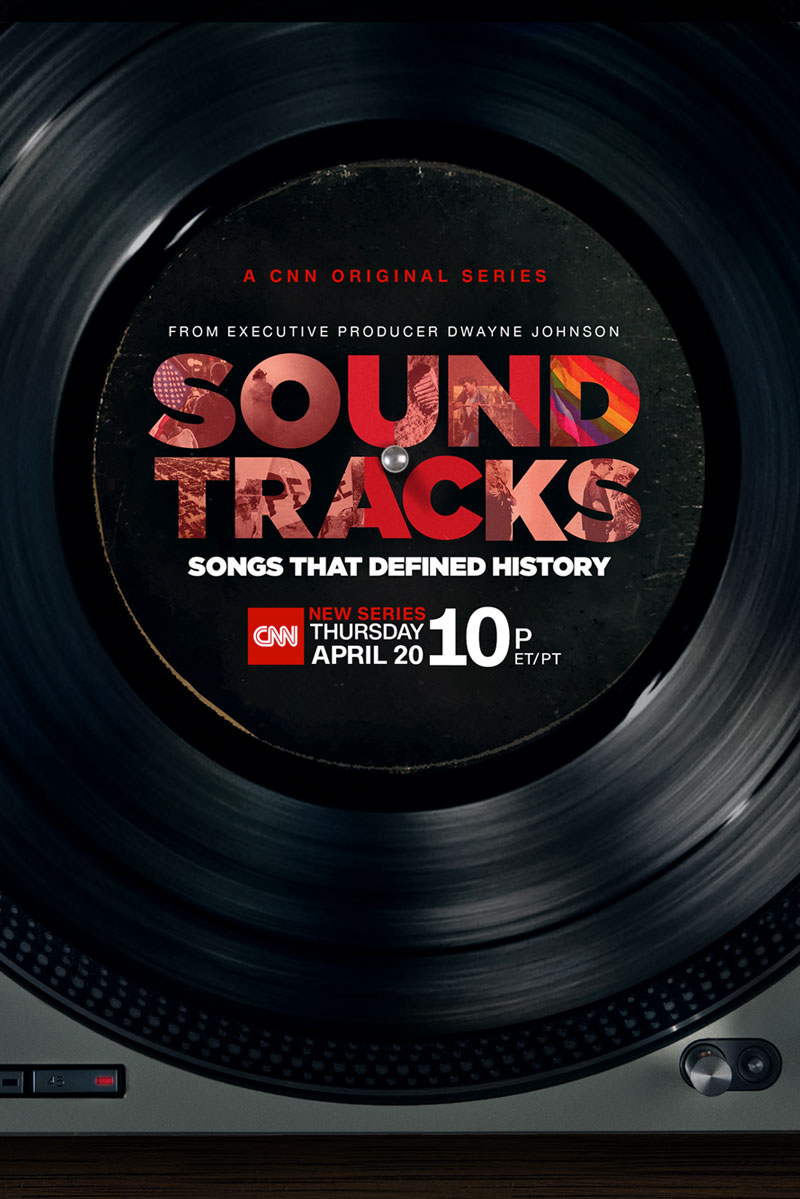 A CNN ORIGINAL SERIES
FROM EXECUTIVE PRODUCER DWAYNE JOHNSON
SOUND
TRACKS
SONGS THAT DEFINED HISTORY
CNN
NEW SERIES
THURSDAY
APRIL 20
10P
ET/PT
45